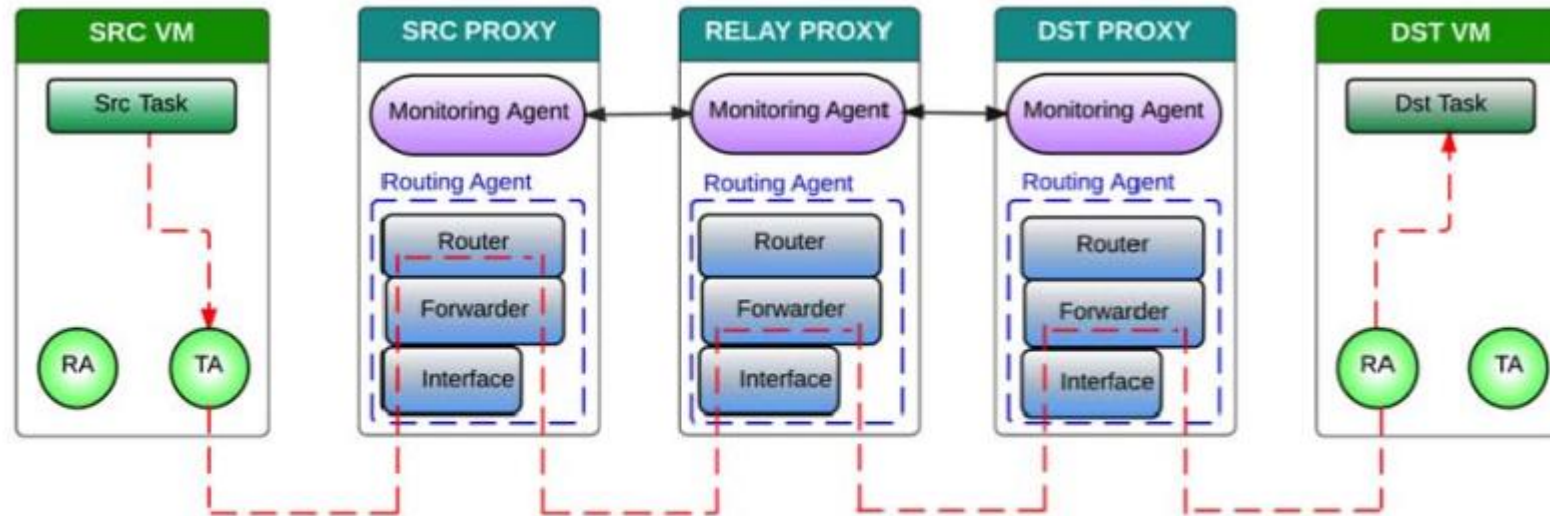 SRC VM
Src Task
RA
TA
SRC PROXY
Monitoring Agent
Routing Agent
Router
Forwarder
Interface
RELAY PROXY
Monitoring Agent
Routing Agent
Router
Forwarder
Interface
DST PROXY
Monitoring Agent
Routing Agent
Router
Forwarder
Interface
DST VM
Dst Task
RA
TA